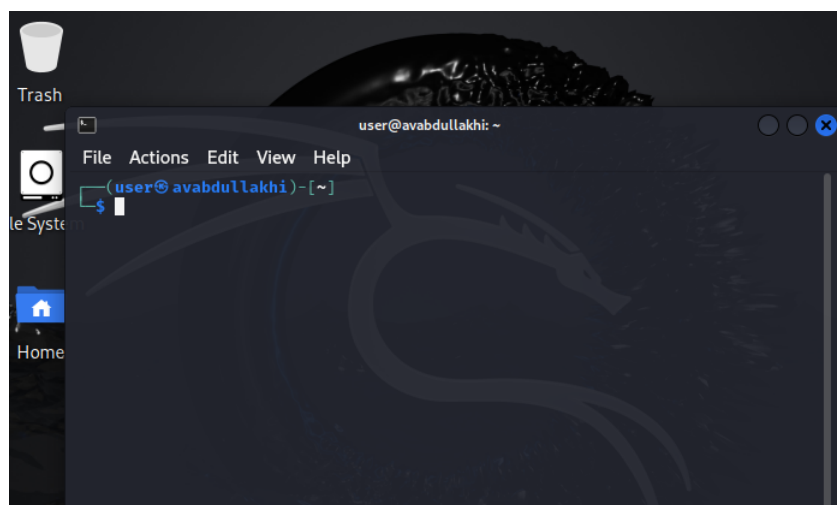 Trash
user@avabdullakhi: ~
File Actions Edit View Help
(user㉿avabdullakhi)-[~]
$
le System
Home